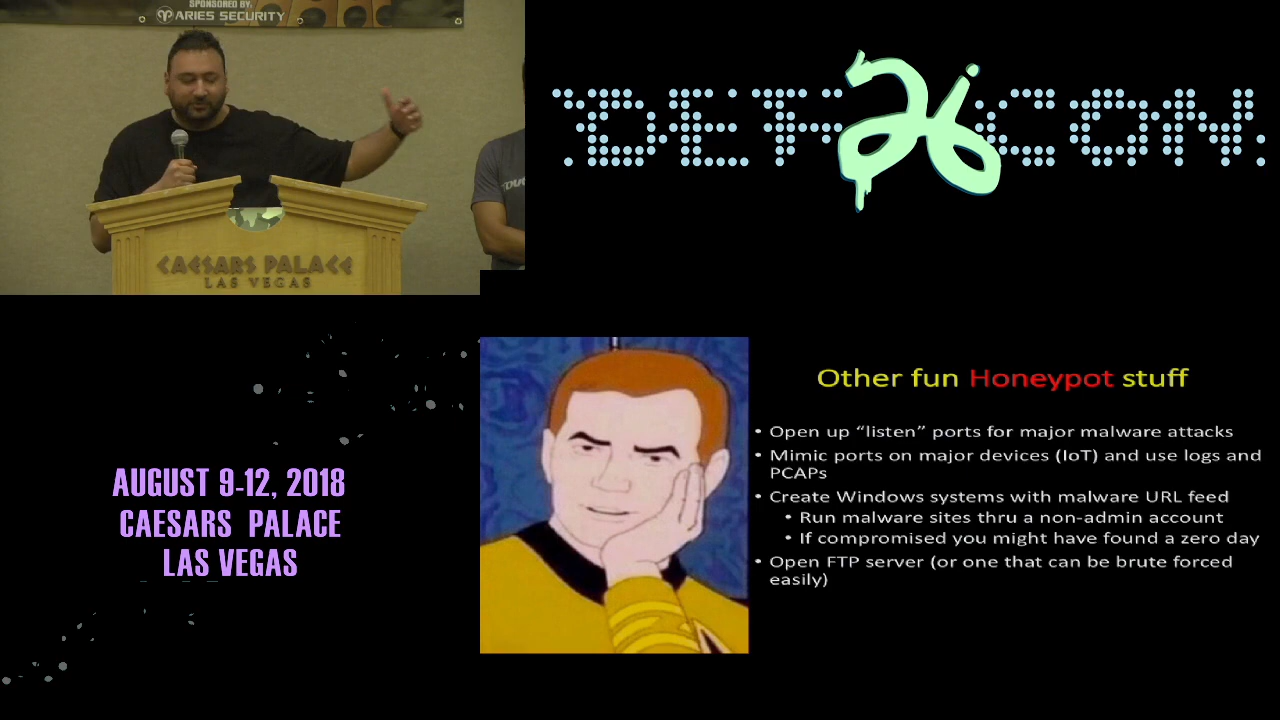 SPONSORED BY:
ARIES SECURITY
CAESARS PALACE
LAS VEGAS
DEF CON
26
AUGUST 9-12, 2018
CAESARS PALACE
LAS VEGAS
Other fun Honeypot stuff
• Open up “listen” ports for major malware attacks
• Mimic ports on major devices (IoT) and use logs and
PCAPs
• Create Windows systems with malware URL feed
• Run malware sites thru a non-admin account
• If compromised you might have found a zero day
• Open FTP server (or one that can be brute forced
easily)